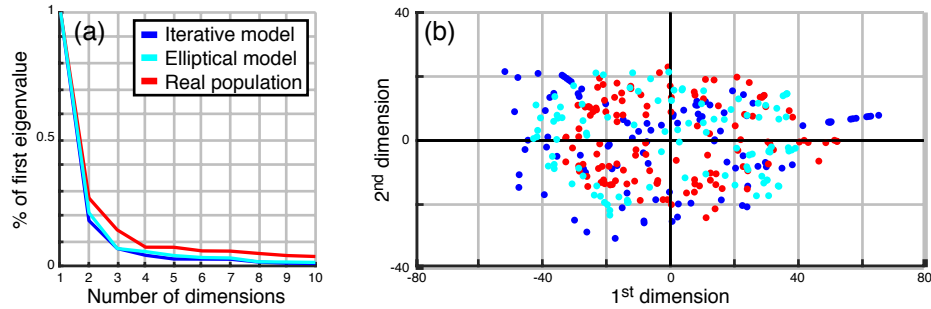 (a)
Iterative model
Elliptical model
Real population
% of first eigenvalue
1
0.5
0
1 2 3 4 5 6 7 8 9 10
Number of dimensions
(b)
2nd dimension
40
0
-40
-80 -40 0 40 80
1st dimension